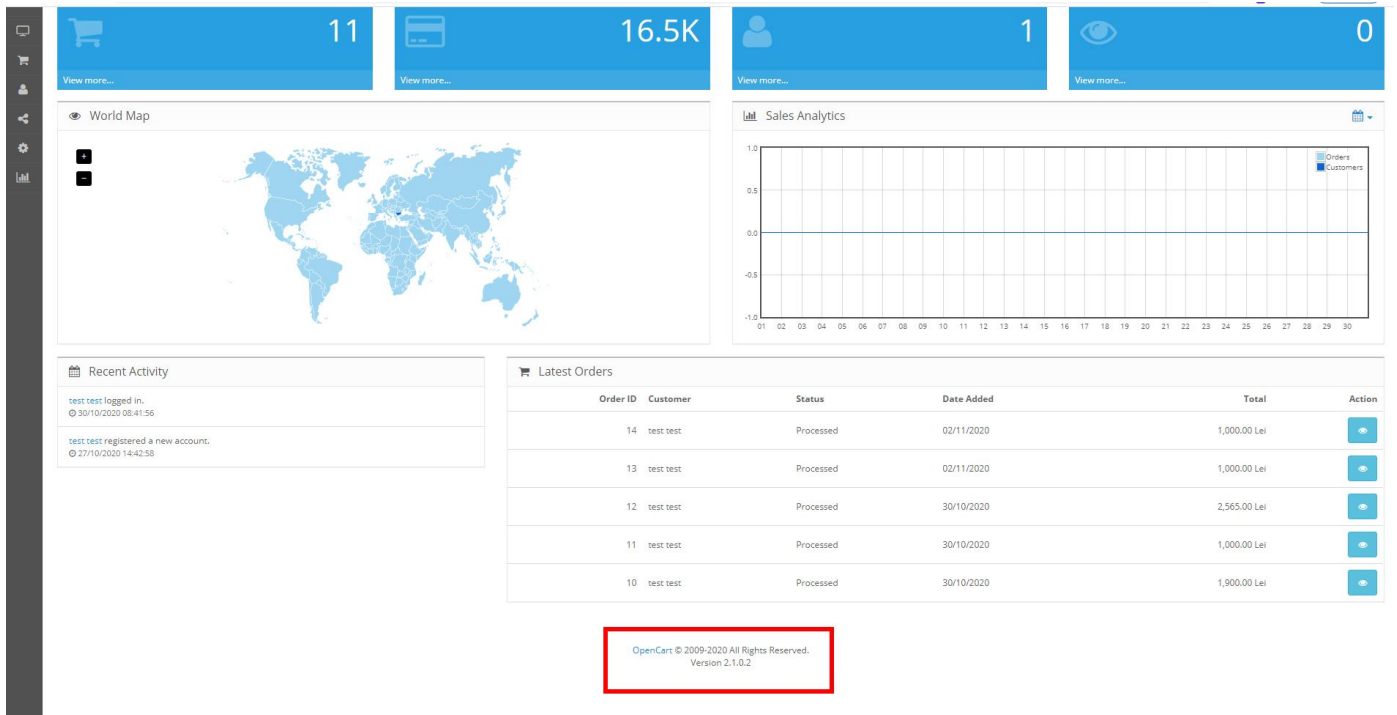 11
16.5K
1
0
View more...
View more...
View more...
View more...
World Map
+
-
Sales Analytics
Orders
Customers
1.0
0.5
0.0
-0.5
-1.0
01 02 03 04 05 06 07 08 09 10 11 12 13 14 15 16 17 18 19 20 21 22 23 24 25 26 27 28 29 30
Recent Activity
test test logged in.
30/10/2020 08:41:56
test test registered a new account.
27/10/2020 14:42:58
Latest Orders
Order ID Customer Status Date Added Total Action
14 test test Processed 02/11/2020 1,000.00 Lei
13 test test Processed 02/11/2020 1,000.00 Lei
12 test test Processed 30/10/2020 2,565.00 Lei
11 test test Processed 30/10/2020 1,000.00 Lei
10 test test Processed 30/10/2020 1,900.00 Lei
OpenCart © 2009-2020 All Rights Reserved.
Version 2.1.0.2